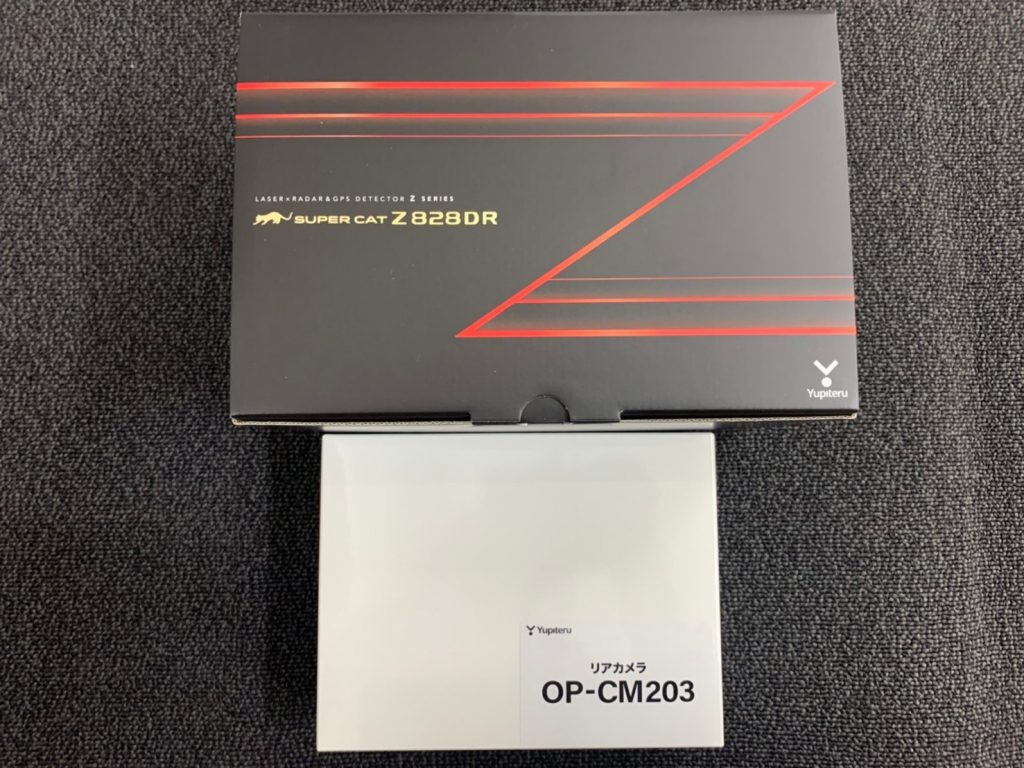 LASER×RADAR&GPS DETECTOR Z SERIES
SUPER CAT Z828DR
Yupiteru
Yupiteru
リアカメラ
OP-CM203